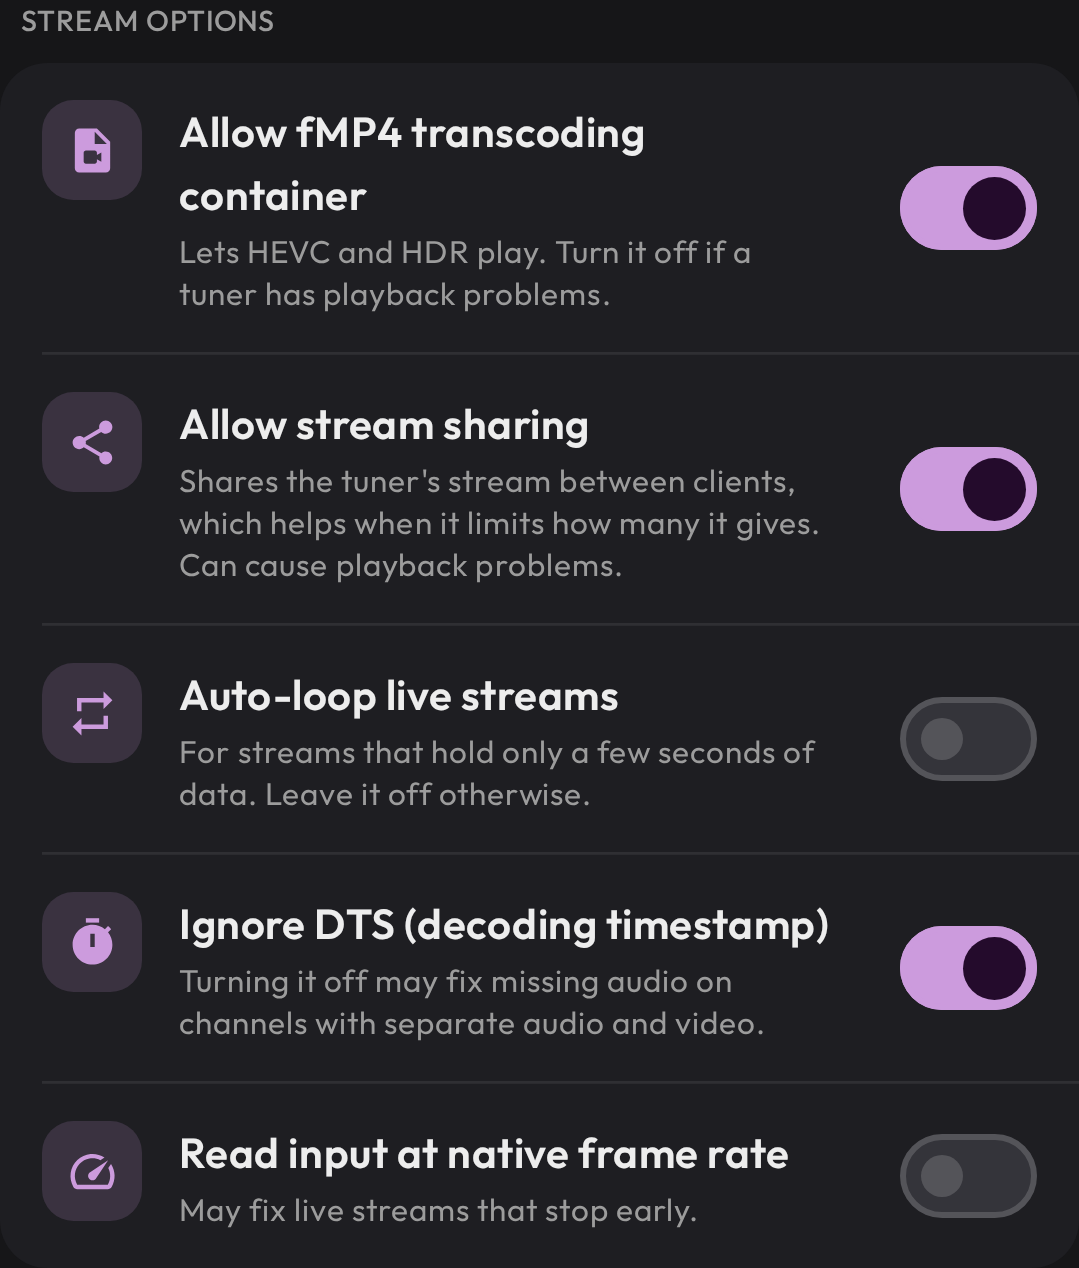 STREAM OPTIONS
Allow fMP4 transcoding
container
Lets HEVC and HDR play. Turn it off if a
tuner has playback problems.
Allow stream sharing
Shares the tuner's stream between clients,
which helps when it limits how many it gives.
Can cause playback problems.
Auto-loop live streams
For streams that hold only a few seconds of
data. Leave it off otherwise.
Ignore DTS (decoding timestamp)
Turning it off may fix missing audio on
channels with separate audio and video.
Read input at native frame rate
May fix live streams that stop early.